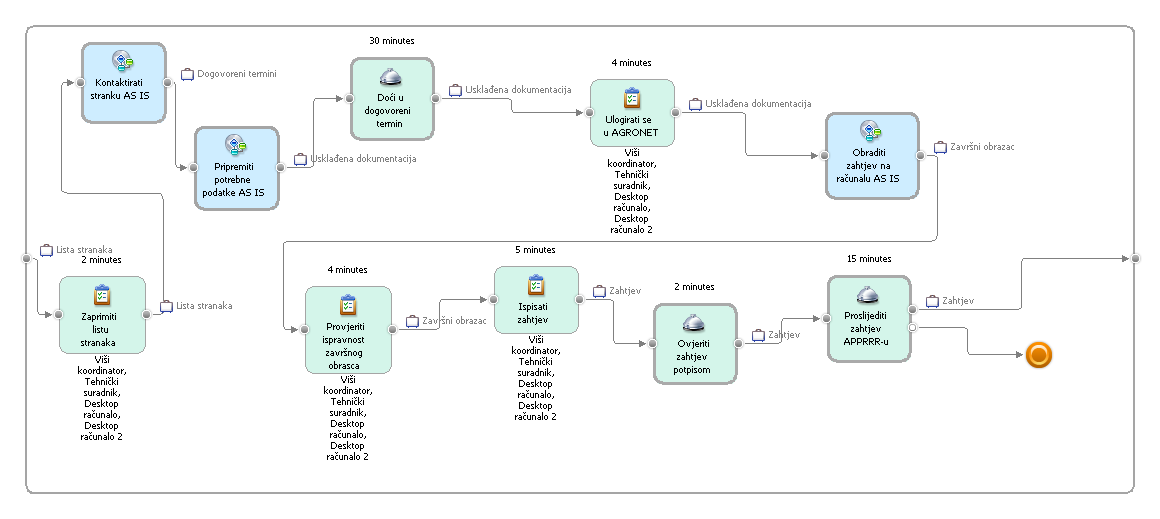 Kontaktirati
stranku AS IS
Dogovoreni termini
Pripremiti
potrebne
podatke AS IS
Usklađena dokumentacija
30 minutes
Doći u
dogovoreni
termin
Usklađena dokumentacija
4 minutes
Ulogirati se
u AGRONET
Viši
koordinator,
Tehnički
suradnik,
Desktop
računalo,
Desktop
računalo 2
Usklađena dokumentacija
Obraditi
zahtjev na
računalu AS IS
Završni obrazac
Lista stranaka
2 minutes
Zaprimiti
listu
stranaka
Viši
koordinator,
Tehnički
suradnik,
Desktop
računalo,
Desktop
računalo 2
Lista stranaka
4 minutes
Provjeriti
ispravnost
završnog
obrasca
Viši
koordinator,
Tehnički
suradnik,
Desktop
računalo,
Desktop
računalo 2
Završni obrazac
5 minutes
Ispisati
zahtjev
Viši
koordinator,
Tehnički
suradnik,
Desktop
računalo,
Desktop
računalo 2
Zahtjev
2 minutes
Ovjeriti
zahtjev
potpisom
Zahtjev
15 minutes
Proslijediti
zahtjev
APPRRR-u
Zahtjev